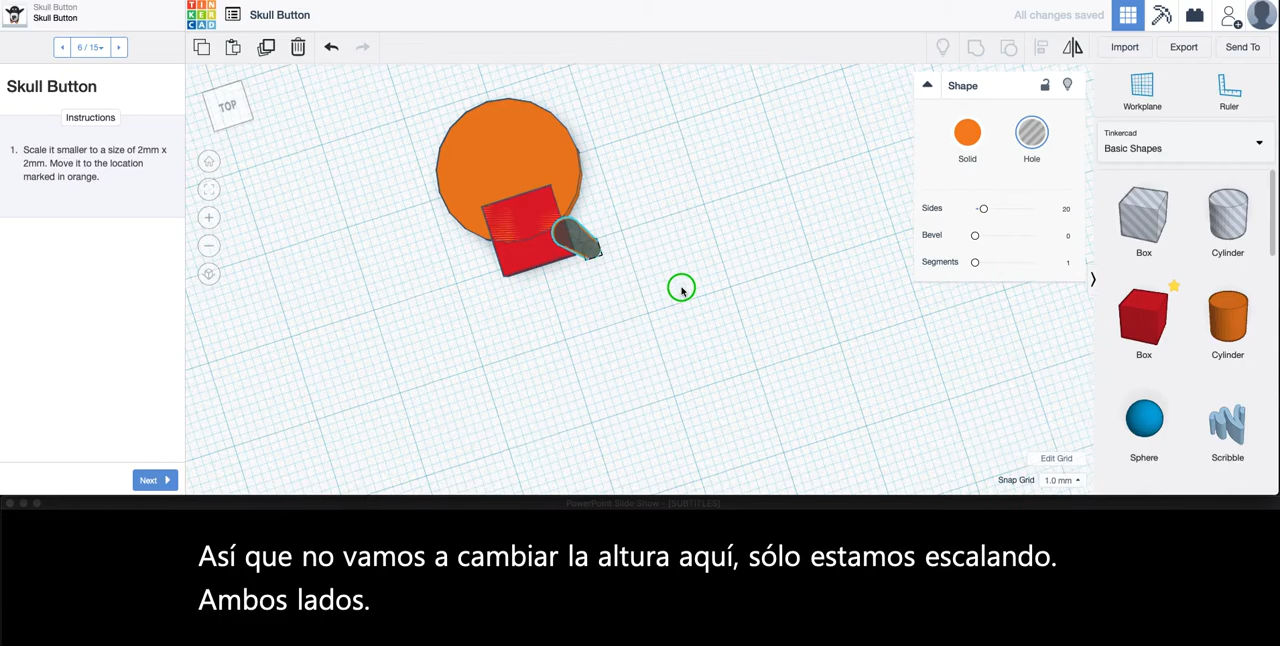 Skull Button
Skull Button
TIN
KER
CAD
Skull Button
All changes saved
6 / 15
Import
Export
Send To
Skull Button
Instructions
1. Scale it smaller to a size of 2mm x
2mm. Move it to the location
marked in orange.
Next
TOP
Shape
Solid
Hole
Sides
20
Bevel
0
Segments
1
Workplane
Ruler
Tinkercad
Basic Shapes
Box
Cylinder
Box
Cylinder
Sphere
Scribble
Edit Grid
Snap Grid
1.0 mm
PowerPoint Slide Show - [SUBTITLES]
Así que no vamos a cambiar la altura aquí, sólo estamos escalando.
Ambos lados.